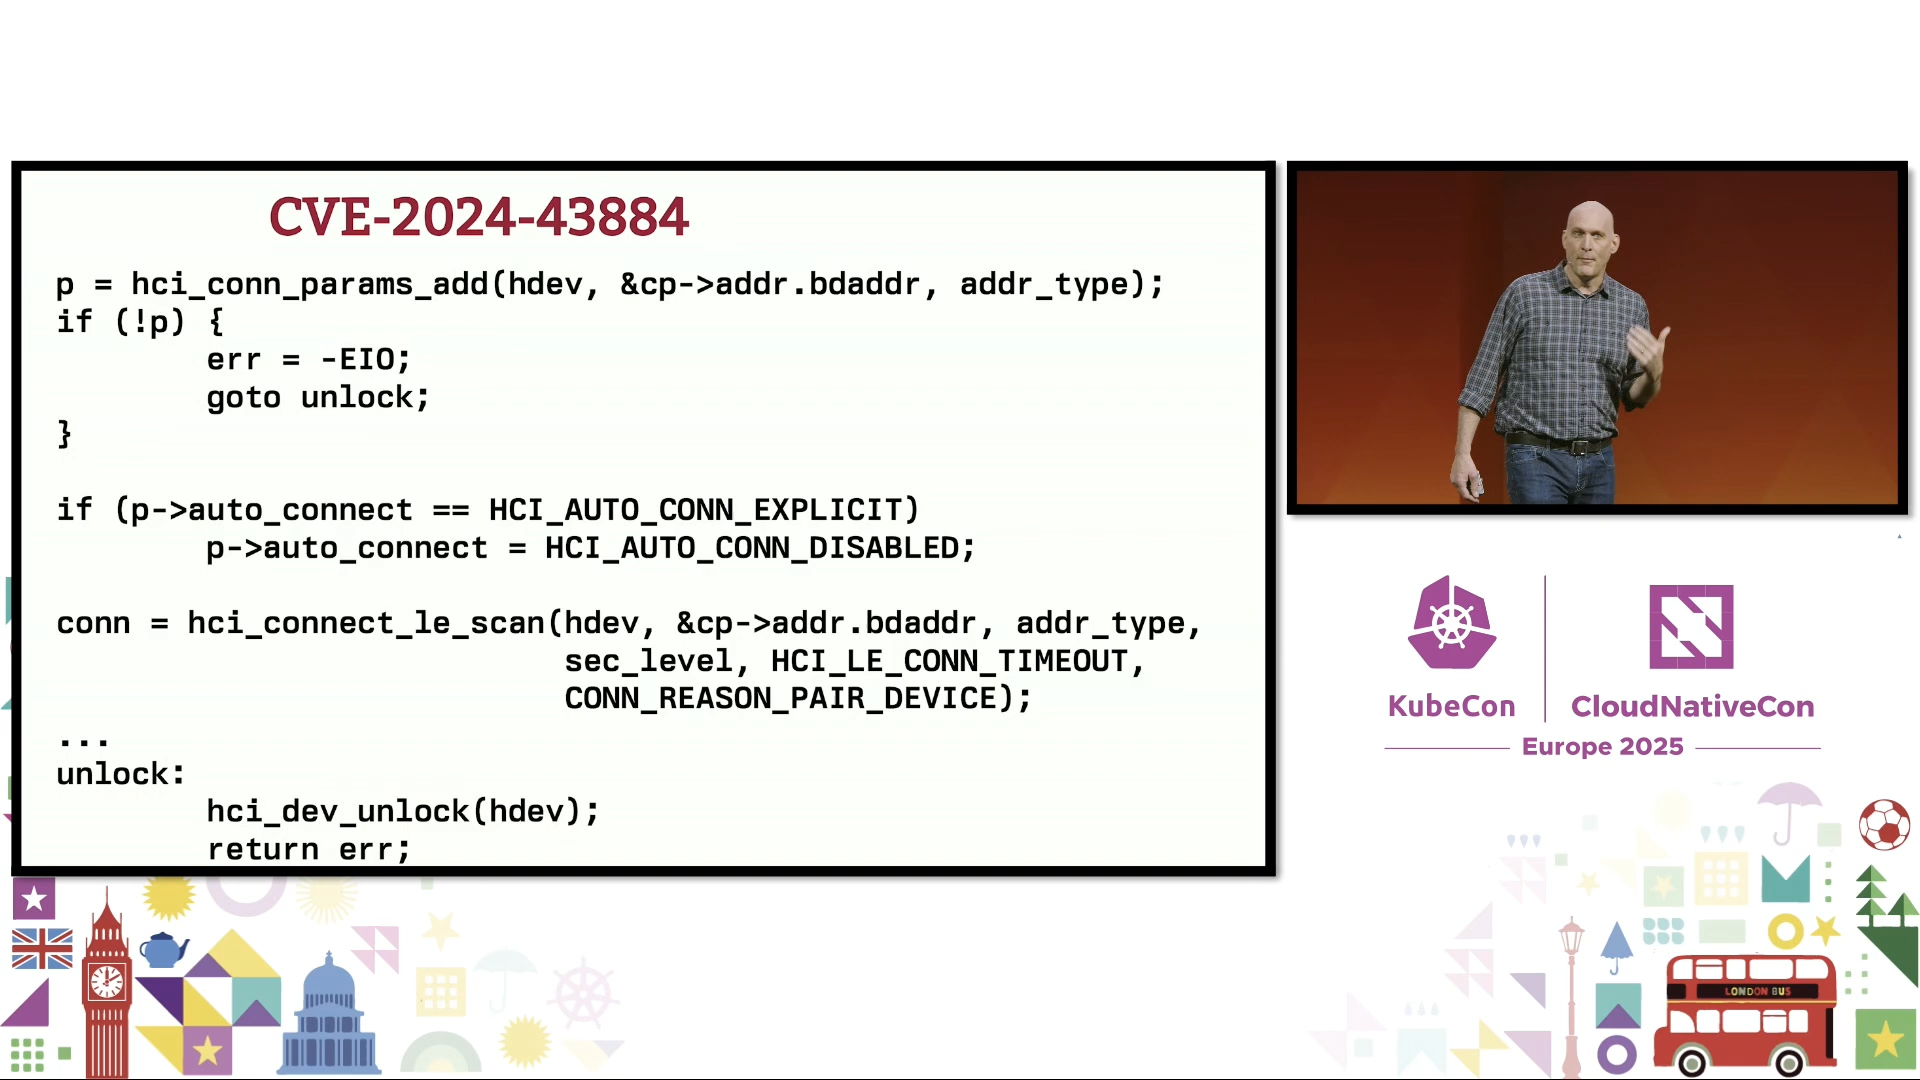 CVE-2024-43884
p = hci_conn_params_add(hdev, &cp->addr.bdaddr, addr_type);
if (!p) {
        err = -EIO;
        goto unlock;
}
if (p->auto_connect == HCI_AUTO_CONN_EXPLICIT)
        p->auto_connect = HCI_AUTO_CONN_DISABLED;
conn = hci_connect_le_scan(hdev, &cp->addr.bdaddr, addr_type,
                           sec_level, HCI_LE_CONN_TIMEOUT,
                           CONN_REASON_PAIR_DEVICE);
...
unlock:
        hci_dev_unlock(hdev);
        return err;
KubeCon
CloudNativeCon
Europe 2025
LONDON BUS